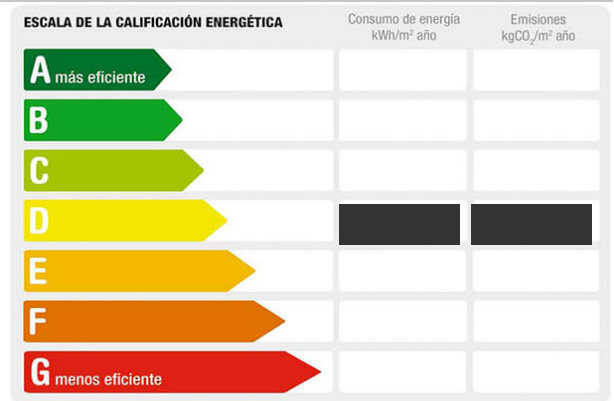 ESCALA DE LA CALIFICACIÓN ENERGÉTICA
Consumo de energía
kWh/m² año
Emisiones
kgCO₂/m² año
A más eficiente
B
C
D
E
F
G menos eficiente